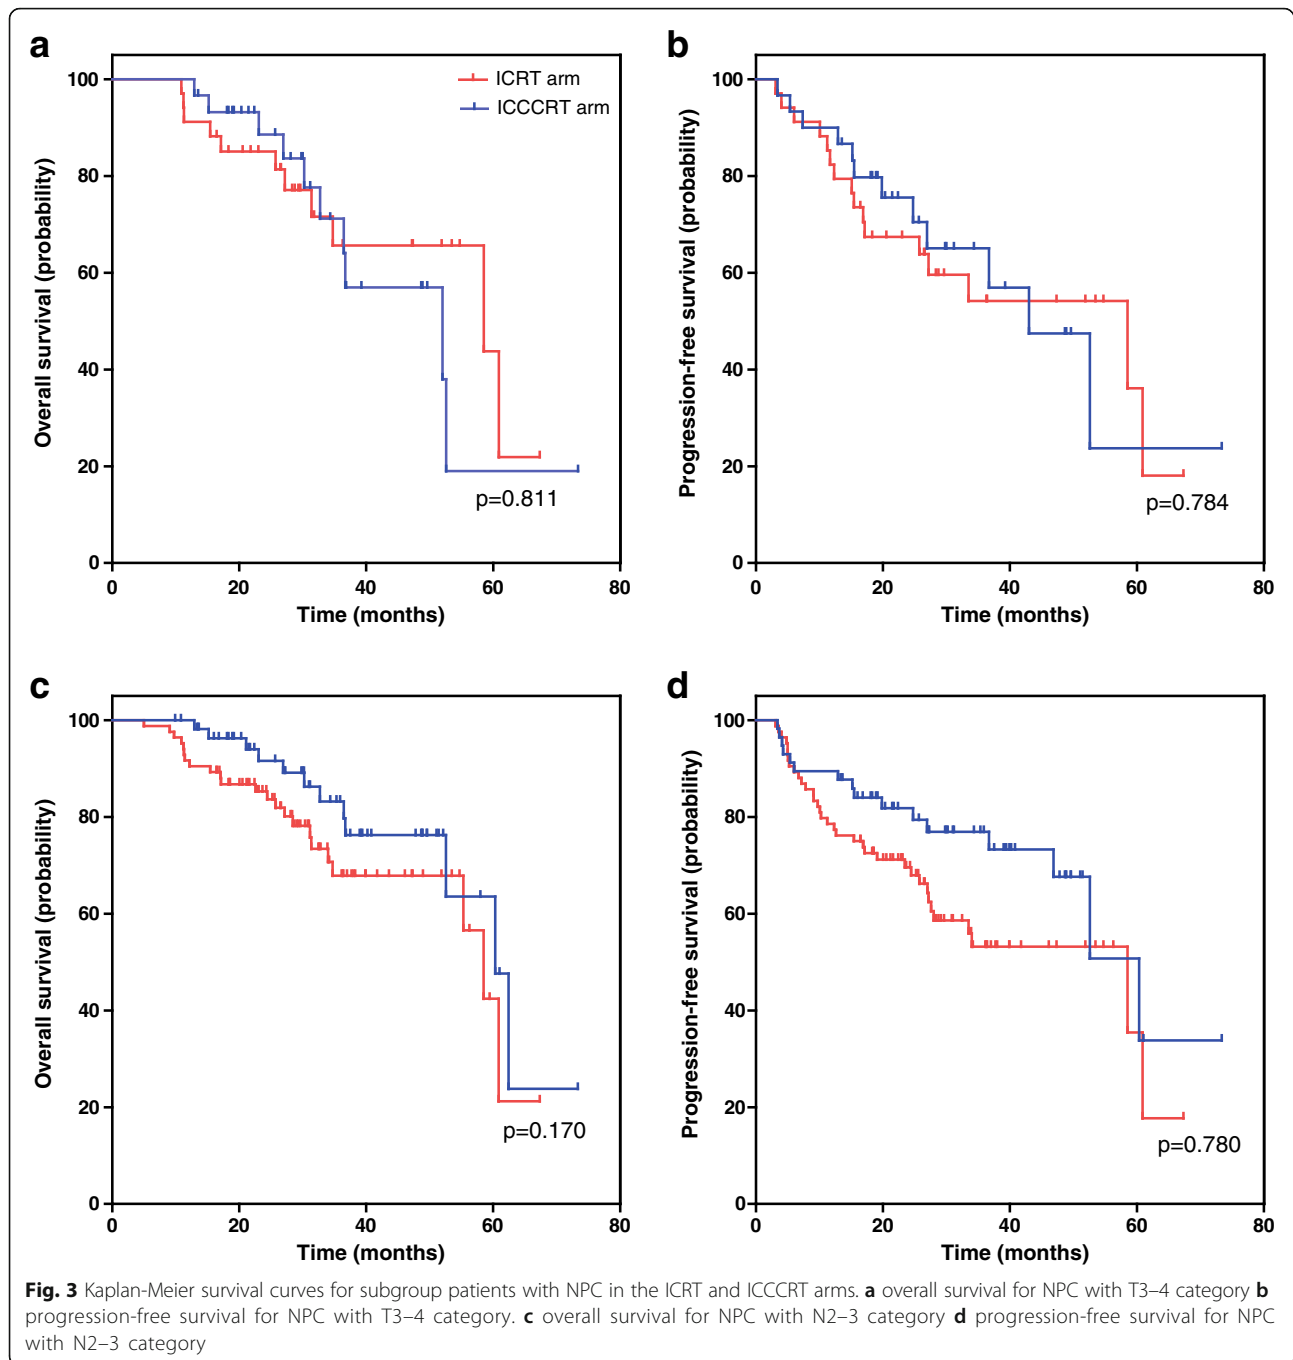 a
100
80
60
40
20
0
Overall survival (probability)
ICRT arm
ICCCRT arm
p=0.811
0 20 40 60 80
Time (months)
b
100
80
60
40
20
0
Progression-free survival (probability)
p=0.784
0 20 40 60 80
Time (months)
c
100
80
60
40
20
0
Overall survival (probability)
p=0.170
0 20 40 60 80
Time (months)
d
100
80
60
40
20
0
Progression-free survival (probability)
p=0.780
0 20 40 60 80
Time (months)
Fig. 3 Kaplan-Meier survival curves for subgroup patients with NPC in the ICRT and ICCCRT arms. a overall survival for NPC with T3–4 category b
progression-free survival for NPC with T3–4 category. c overall survival for NPC with N2–3 category d progression-free survival for NPC
with N2–3 category